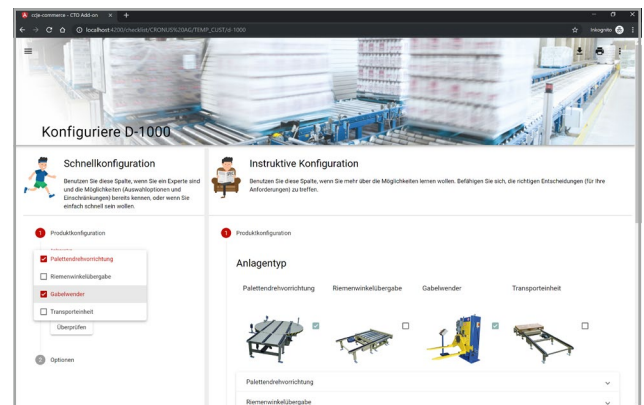 ccje-commerce - CTO Add-on
localhost:4200/checklist/CRONUS%20AG/TEMP_CUST/d-1000
Inkognito
Konfiguriere D-1000
Schnellkonfiguration
Benutzen Sie diese Spalte, wenn Sie ein Experte sind
und die Möglichkeiten (Auswahloptionen und
Einschränkungen) bereits kennen, oder wenn Sie
einfach schnell sein wollen.
1 Produktkonfiguration
Palettendrehvorrichtung
Riemenwinkelübergabe
Gabelwender
Transporteinheit
Überprüfen
2 Optionen
Instruktive Konfiguration
Benutzen Sie diese Spalte, wenn Sie mehr über die Möglichkeiten lernen wollen. Befähigen Sie sich, die richtigen Entscheidungen (für Ihre
Anforderungen) zu treffen.
1 Produktkonfiguration
Anlagentyp
Palettendrehvorrichtung Riemenwinkelübergabe Gabelwender Transporteinheit
Palettendrehvorrichtung
Riemenwinkelübergabe